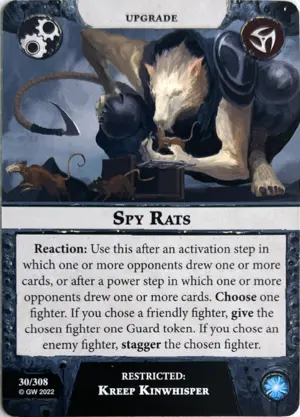 UPGRADE
SPY RATS
Reaction: Use this after an activation step in
which one or more opponents drew one or more
cards, or after a power step in which one or more
opponents drew one or more cards. Choose one
fighter. If you chose a friendly fighter, give the
chosen fighter one Guard token. If you chose an
enemy fighter, stagger the chosen fighter.
30/308
© GW 2022
RESTRICTED:
KREEP KINWHISPER